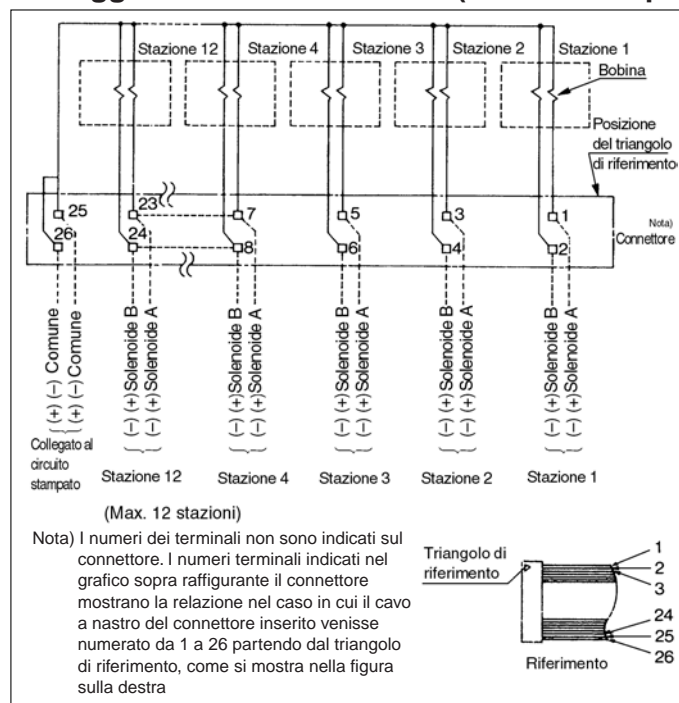 Stazione 12 Stazione 4 Stazione 3 Stazione 2 Stazione 1
Bobina
Posizione
del triangolo
di riferimento
25 23 7 5 3 1
26 24 8 6 4 2
Nota)
Connettore
(+) (−) Comune
(+) (−) Comune
(−) (+) Solenoide B
(−) (+) Solenoide A
(−) (+) Solenoide B
(−) (+) Solenoide A
(−) (+) Solenoide B
(−) (+) Solenoide A
(−) (+) Solenoide B
(−) (+) Solenoide A
(−) (+) Solenoide B
(−) (+) Solenoide A
Collegato al
circuito
stampato
Stazione 12 Stazione 4 Stazione 3 Stazione 2 Stazione 1
(Max. 12 stazioni)
Nota) I numeri dei terminali non sono indicati sul
connettore. I numeri terminali indicati nel
grafico sopra raffigurante il connettore
mostrano la relazione nel caso in cui il cavo
a nastro del connettore inserito venisse
numerato da 1 a 26 partendo dal triangolo
di riferimento, come si mostra nella figura
sulla destra
Triangolo di
riferimento
1
2
3
24
25
26
Riferimento